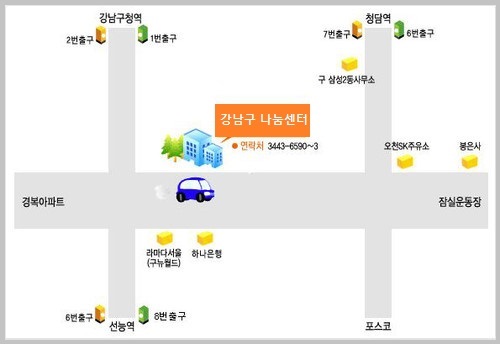 강남구청역
2번출구
1번출구
청담역
7번출구
6번출구
구 삼성2동사무소
강남구 나눔센터
● 연락처 3443-6590~3
오천SK주유소
봉은사
경복아파트
잠실운동장
라마다서울
(구뉴월드)
하나은행
6번출구
선능역
8번출구
포스코